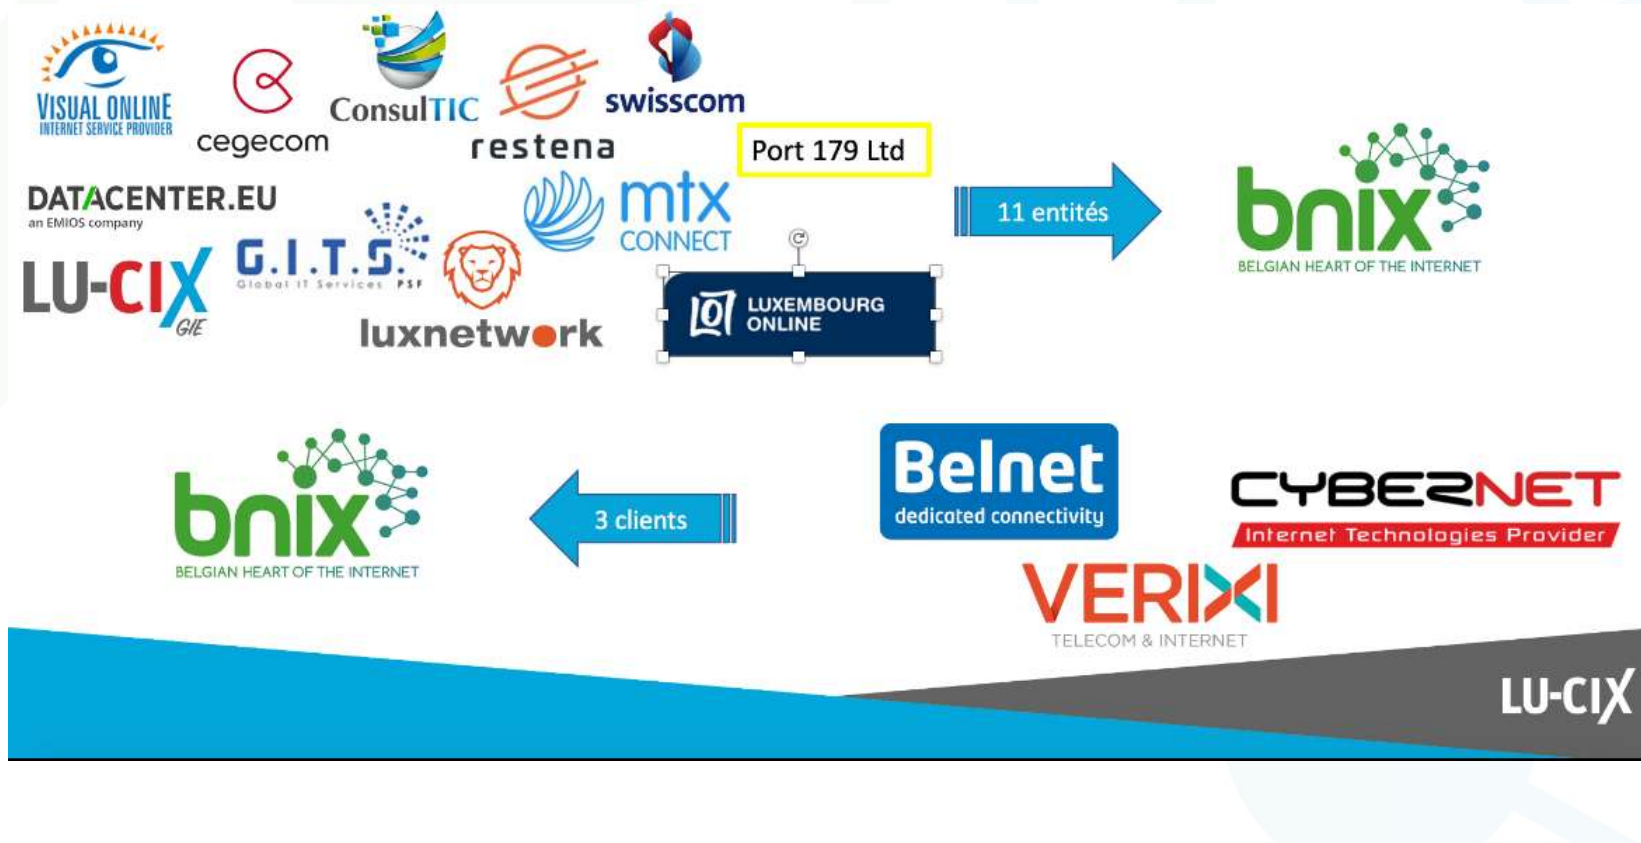 VISUAL ONLINE
INTERNET SERVICE PROVIDER
cegecom
ConsulTIC
restena
swisscom
Port 179 Ltd
DATACENTER.EU
an EMIOS company
G.I.T.S.
Global IT Services PSF
mtx
CONNECT
LU-CIX
GIE
luxnetwork
LOL
LUXEMBOURG
ONLINE
11 entités
bnix
BELGIAN HEART OF THE INTERNET
bnix
BELGIAN HEART OF THE INTERNET
3 clients
Belnet
dedicated connectivity
CYBERNET
Internet Technologies Provider
VERIXI
TELECOM & INTERNET
LU-CIX